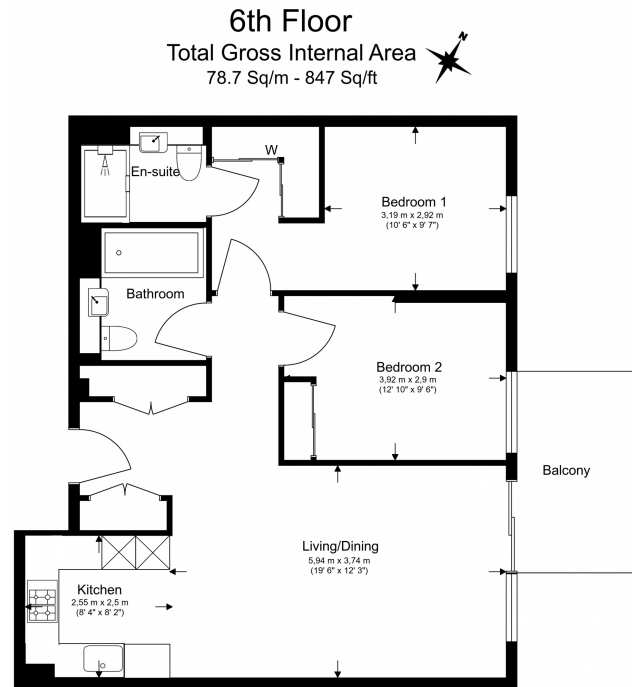 6th Floor
Total Gross Internal Area
78.7 Sq/m - 847 Sq/ft
N
W
En-suite
Bedroom 1
3,19 m x 2,92 m
(10' 6" x 9' 7")
Bathroom
Bedroom 2
3,92 m x 2,9 m
(12' 10" x 9' 6")
Balcony
Living/Dining
5,94 m x 3,74 m
(19' 6" x 12' 3")
Kitchen
2,55 m x 2,5 m
(8' 4" x 8' 2")